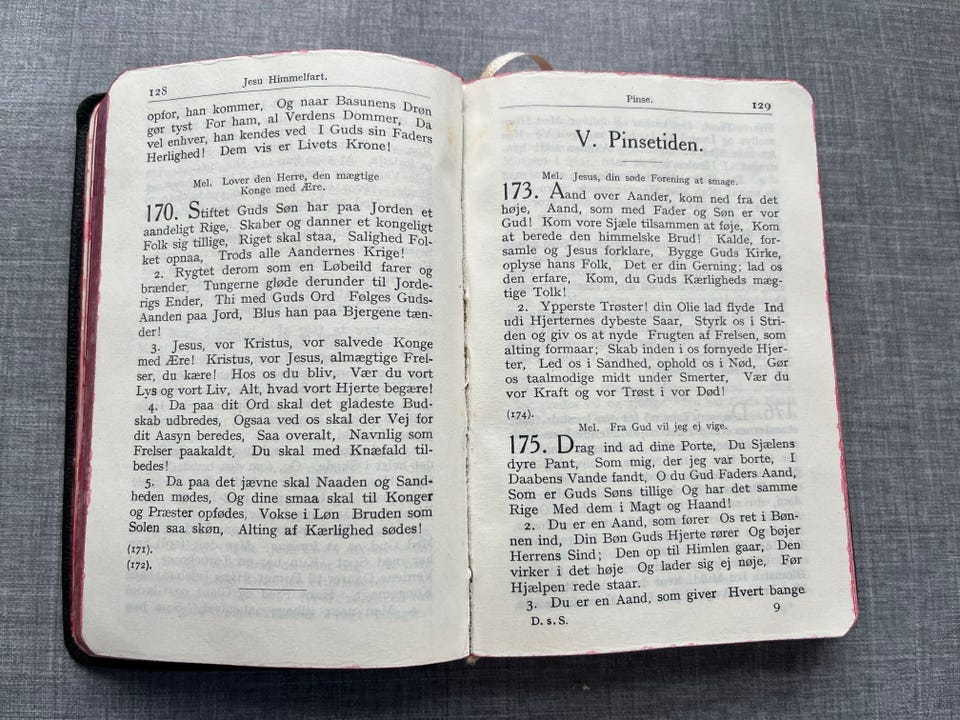 128
Jesu Himmelfart.
opfor, han kommer, Og naar Basunens Drøn
gør tyst For ham, al Verdens Dommer, Da
vel enhver, han kendes ved I Guds sin Faders
Herlighed! Dem vis er Livets Krone!
Mel. Lover den Herre, den mægtige
Konge med Ære.
170. Stiftet Guds Søn har paa Jorden et
aandeligt Rige, Skaber og danner et kongeligt
Folk sig tillige, Riget skal staa, Salighed Fol-
ket opnaa, Trods alle Aandernes Krige!
2. Rygtet derom som en Løbeild farer og
brænder, Tungerne gløde derunder til Jorde-
rigs Ender, Thi med Guds Ord Følges Guds-
Aanden paa Jord, Blus han paa Bjergene tæn-
der!
3. Jesus, vor Kristus, vor salvede Konge
med Ære! Kristus, vor Jesus, almægtige Frel-
ser, du kære! Hos os du bliv, Vær du vort
Lys og vort Liv, Alt, hvad vort Hjerte begære!
4. Da paa dit Ord skal det gladeste Bud-
skab udbredes, Ogsaa ved os skal der Vej for
dit Aasyn beredes, Saa overalt, Navnlig som
Frelser paakaldt, Du skal med Knæfald til-
bedes!
5. Da paa det jævne skal Naaden og Sand-
heden mødes, Og dine smaa skal til Konger
og Præster opfødes, Vokse i Løn Bruden som
Solen saa skøn, Alting af Kærlighed sødes!
(171).
(172).
Pinse.
129
V. Pinsetiden.
Mel. Jesus, din søde Forening at smage.
173. Aand over Aander, kom ned fra det
høje, Aand, som med Fader og Søn er vor
Gud! Kom vore Sjæle tilsammen at føje, Kom
at berede den himmelske Brud! Kalde, for-
samle og Jesus forklare, Bygge Guds Kirke,
oplyse hans Folk, Det er din Gerning; lad os
den erfare, Kom, du Guds Kærligheds mæg-
tige Tolk!
2. Ypperste Trøster! din Olie lad flyde Ind
udi Hjerternes dybeste Saar, Styrk os i Stri-
den og giv os at nyde Frugten af Frelsen, som
alting formaar; Skab inden i os fornyede Hjer-
ter, Led os i Sandhed, ophold os i Nød, Gør
os taalmodige midt under Smerter, Vær du
vor Kraft og vor Trøst i vor Død!
(174).
Mel. Fra Gud vil jeg ej vige.
175. Drag ind ad dine Porte, Du Sjælens
dyre Pant, Som mig, der jeg var borte, I
Daabens Vande fandt, O du Gud Faders Aand,
Som er Guds Søns tillige Og har det samme
Rige Med dem i Magt og Haand!
2. Du er en Aand, som fører Os ret i Bøn-
nen ind, Din Bøn Guds Hjerte rører Og bøjer
Herrens Sind; Den op til Himlen gaar, Den
virker i det høje Og lader sig ej nøje, Før
Hjælpen rede staar.
3. Du er en Aand, som giver Hvert bange
D. s. S.
9